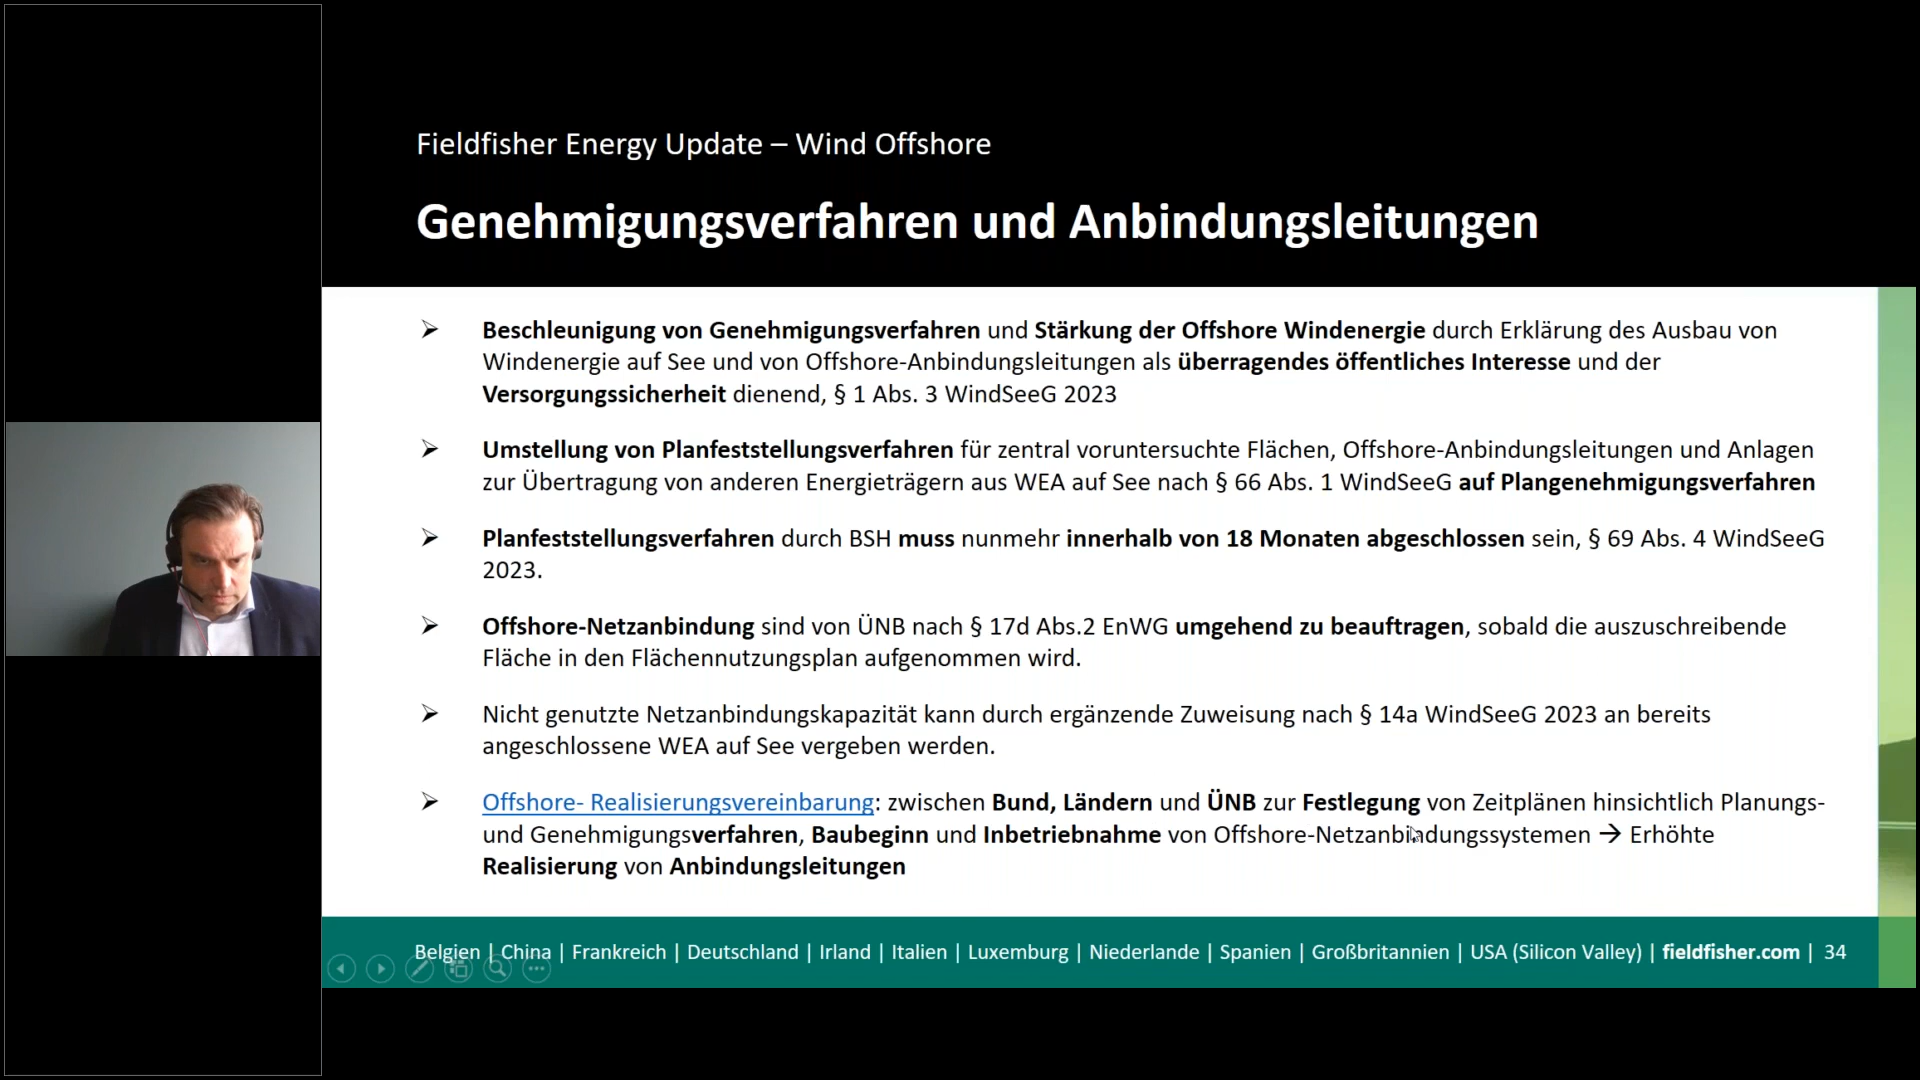 Fieldfisher Energy Update – Wind Offshore
Genehmigungsverfahren und Anbindungsleitungen
➢ Beschleunigung von Genehmigungsverfahren und Stärkung der Offshore Windenergie durch Erklärung des Ausbau von
Windenergie auf See und von Offshore-Anbindungsleitungen als überragendes öffentliches Interesse und der
Versorgungssicherheit dienend, § 1 Abs. 3 WindSeeG 2023
➢ Umstellung von Planfeststellungsverfahren für zentral voruntersuchte Flächen, Offshore-Anbindungsleitungen und Anlagen
zur Übertragung von anderen Energieträgern aus WEA auf See nach § 66 Abs. 1 WindSeeG auf Plangenehmigungsverfahren
➢ Planfeststellungsverfahren durch BSH muss nunmehr innerhalb von 18 Monaten abgeschlossen sein, § 69 Abs. 4 WindSeeG
2023.
➢ Offshore-Netzanbindung sind von ÜNB nach § 17d Abs.2 EnWG umgehend zu beauftragen, sobald die auszuschreibende
Fläche in den Flächennutzungsplan aufgenommen wird.
➢ Nicht genutzte Netzanbindungskapazität kann durch ergänzende Zuweisung nach § 14a WindSeeG 2023 an bereits
angeschlossene WEA auf See vergeben werden.
➢ Offshore- Realisierungsvereinbarung: zwischen Bund, Ländern und ÜNB zur Festlegung von Zeitplänen hinsichtlich Planungs-
und Genehmigungsverfahren, Baubeginn und Inbetriebnahme von Offshore-Netzanbindungssystemen → Erhöhte
Realisierung von Anbindungsleitungen
Belgien | China | Frankreich | Deutschland | Irland | Italien | Luxemburg | Niederlande | Spanien | Großbritannien | USA (Silicon Valley) | fieldfisher.com | 34